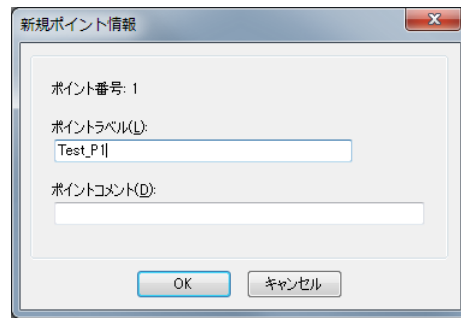 新規ポイント情報
ポイント番号: 1
ポイントラベル(L):
Test_P1
ポイントコメント(D):
OK キャンセル